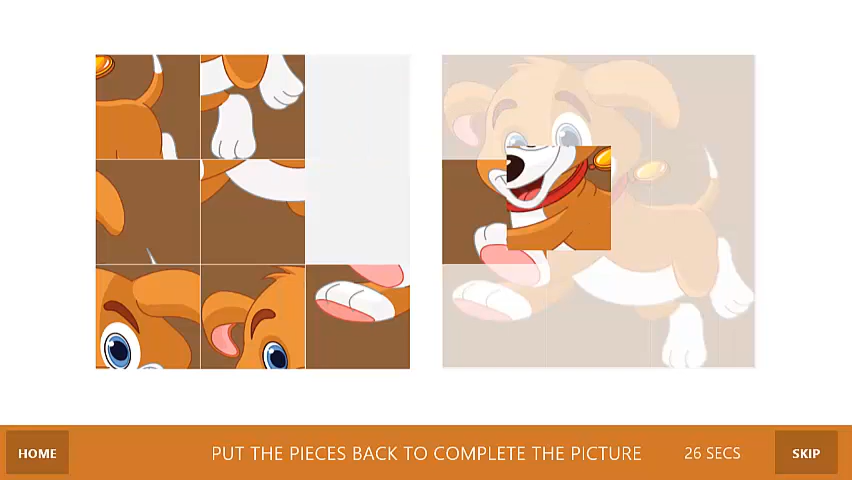 HOME
PUT THE PIECES BACK TO COMPLETE THE PICTURE
26 SECS
SKIP